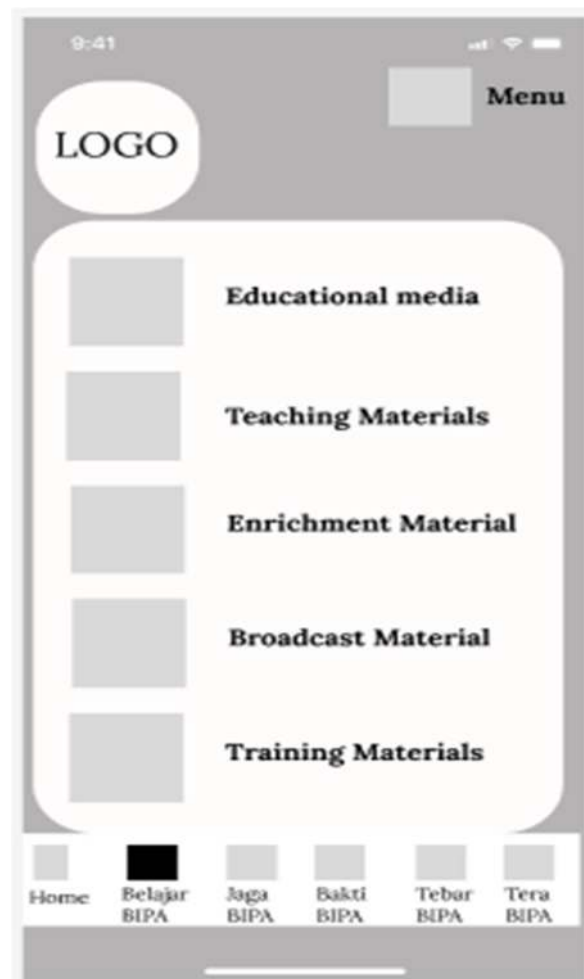 9:41
Menu
LOGO
Educational media
Teaching Materials
Enrichment Material
Broadcast Material
Training Materials
Home
Belajar
BIPA
Jaga
BIPA
Bakti
BIPA
Tebar
BIPA
Tera
BIPA